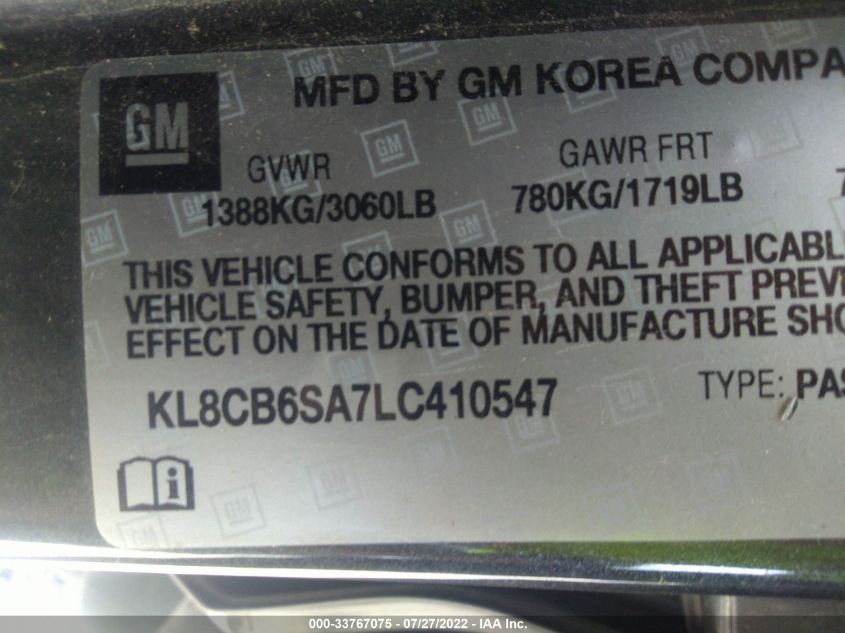 MFD BY GM KOREA COMPA
GM
GVWR GAWR FRT
1388KG/3060LB 780KG/1719LB 7
THIS VEHICLE CONFORMS TO ALL APPLICABL
VEHICLE SAFETY, BUMPER, AND THEFT PREV
EFFECT ON THE DATE OF MANUFACTURE SHO
KL8CB6SA7LC410547 TYPE: PAS
000-33767075 - 07/27/2022 - IAA Inc.